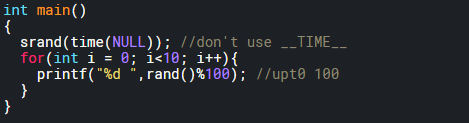 int main()
{
srand(time(NULL)); //don't use __TIME__
for(int i = 0; i<10; i++){
printf("%d ",rand()%100); //upt0 100
}
}